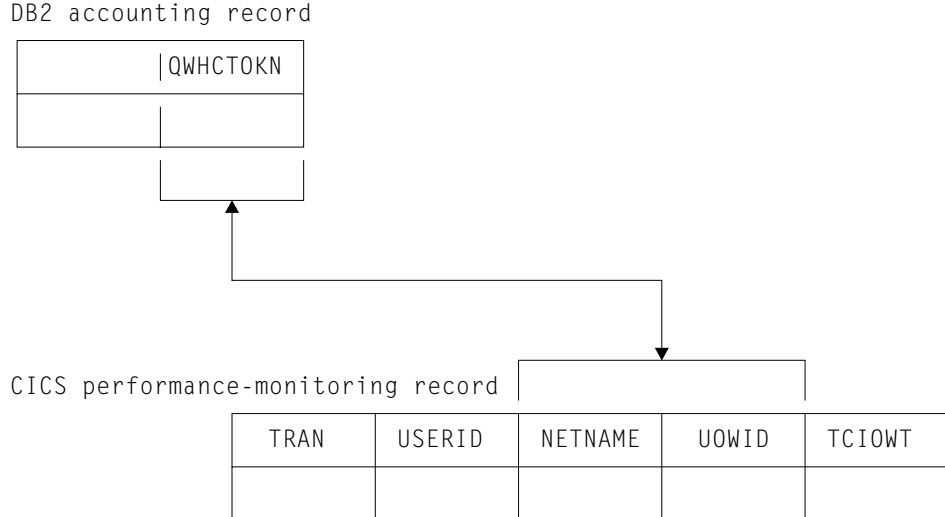 DB2 accounting record
QWHCTOKN
CICS performance-monitoring record
TRAN USERID NETNAME UOWID TCIOWT